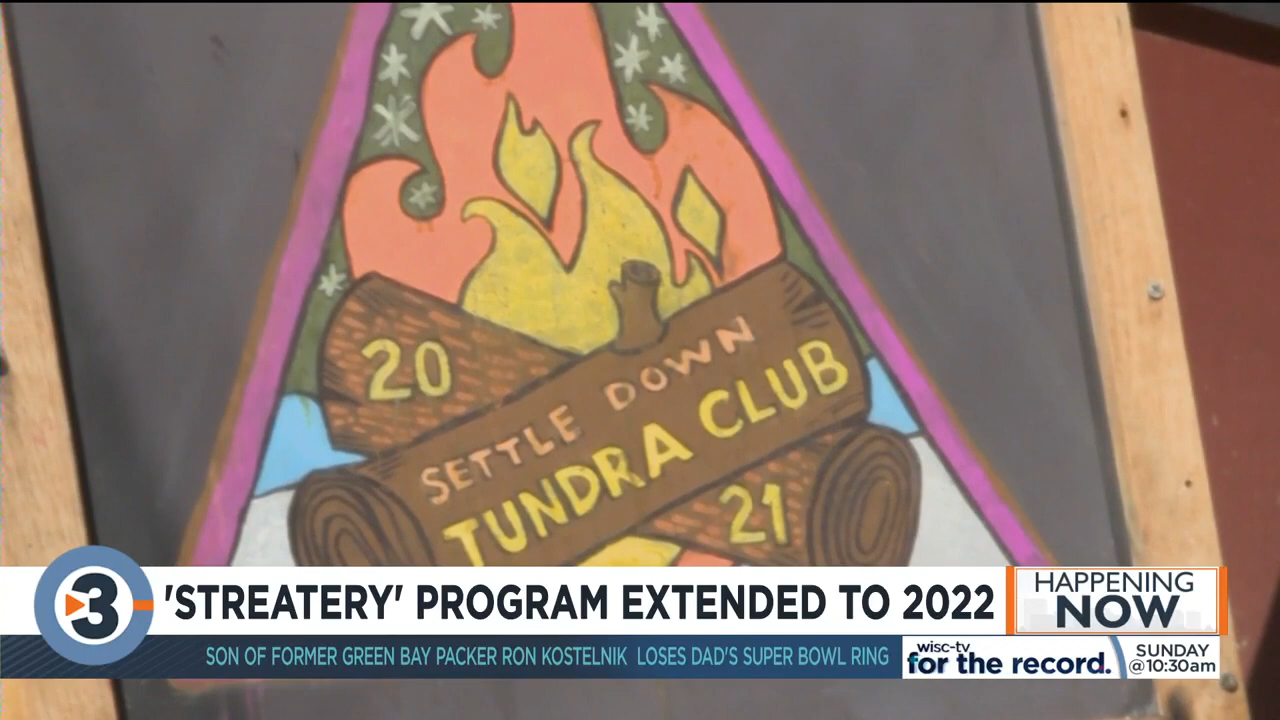 20
SETTLE DOWN
TUNDRA CLUB
21
3
'STREATERY' PROGRAM EXTENDED TO 2022
HAPPENING
NOW
SON OF FORMER GREEN BAY PACKER RON KOSTELNIK LOSES DAD'S SUPER BOWL RING
wisc-tv
for the record.
SUNDAY
@10:30am